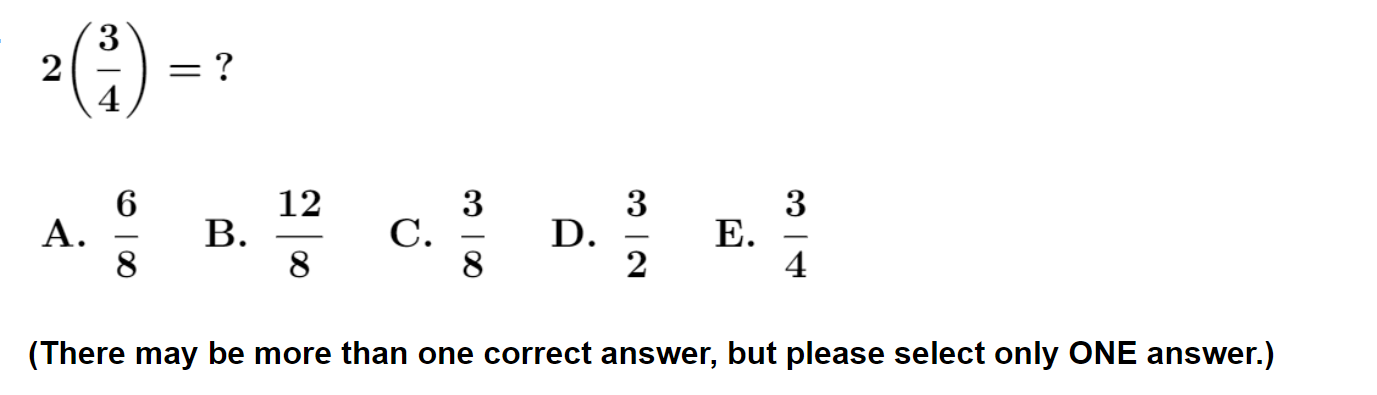 2(3/4) = ?
A. 6/8 B. 12/8 C. 3/8 D. 3/2 E. 3/4
(There may be more than one correct answer, but please select only ONE answer.)